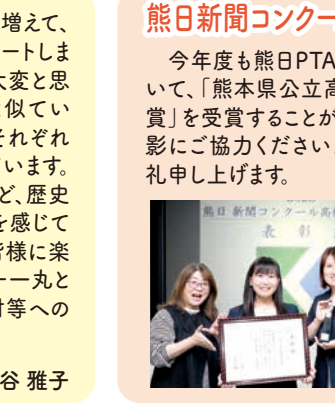 増えて、
ートしま
大変と思
と似てい
それぞれ
ています。
ど、歴史
を感じて
皆様に楽
一一丸と
材等への
谷 雅子
熊日新聞コンクー
今年度も熊日PTA
いて、「熊本県公立高
賞」を受賞することが
影にご協力ください
礼申し上げます。
熊日 新聞コンクール高校
表 彰